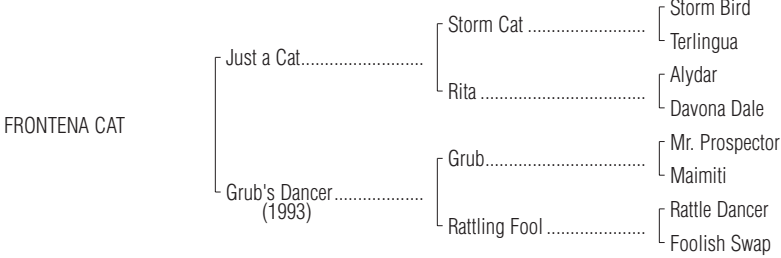 Storm Bird
Storm Cat ........................
Terlingua
Just a Cat.........................
Alydar
Rita ..................................
Davona Dale
FRONTENA CAT
Mr. Prospector
Grub.................................
Maimiti
Grub's Dancer..................
(1993)
Rattle Dancer
Rattling Fool ....................
Foolish Swap